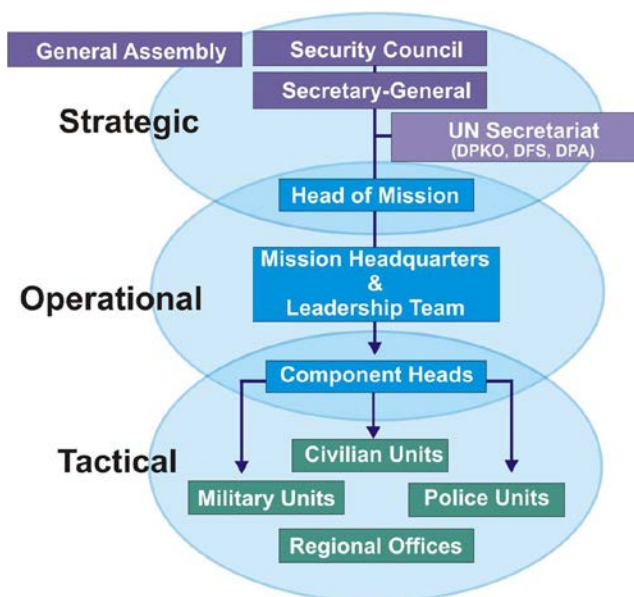 General Assembly
Security Council
Secretary-General
Strategic
UN Secretariat
(DPKO, DFS, DPA)
Head of Mission
Mission Headquarters
&
Leadership Team
Operational
Component Heads
Tactical
Civilian Units
Military Units
Police Units
Regional Offices